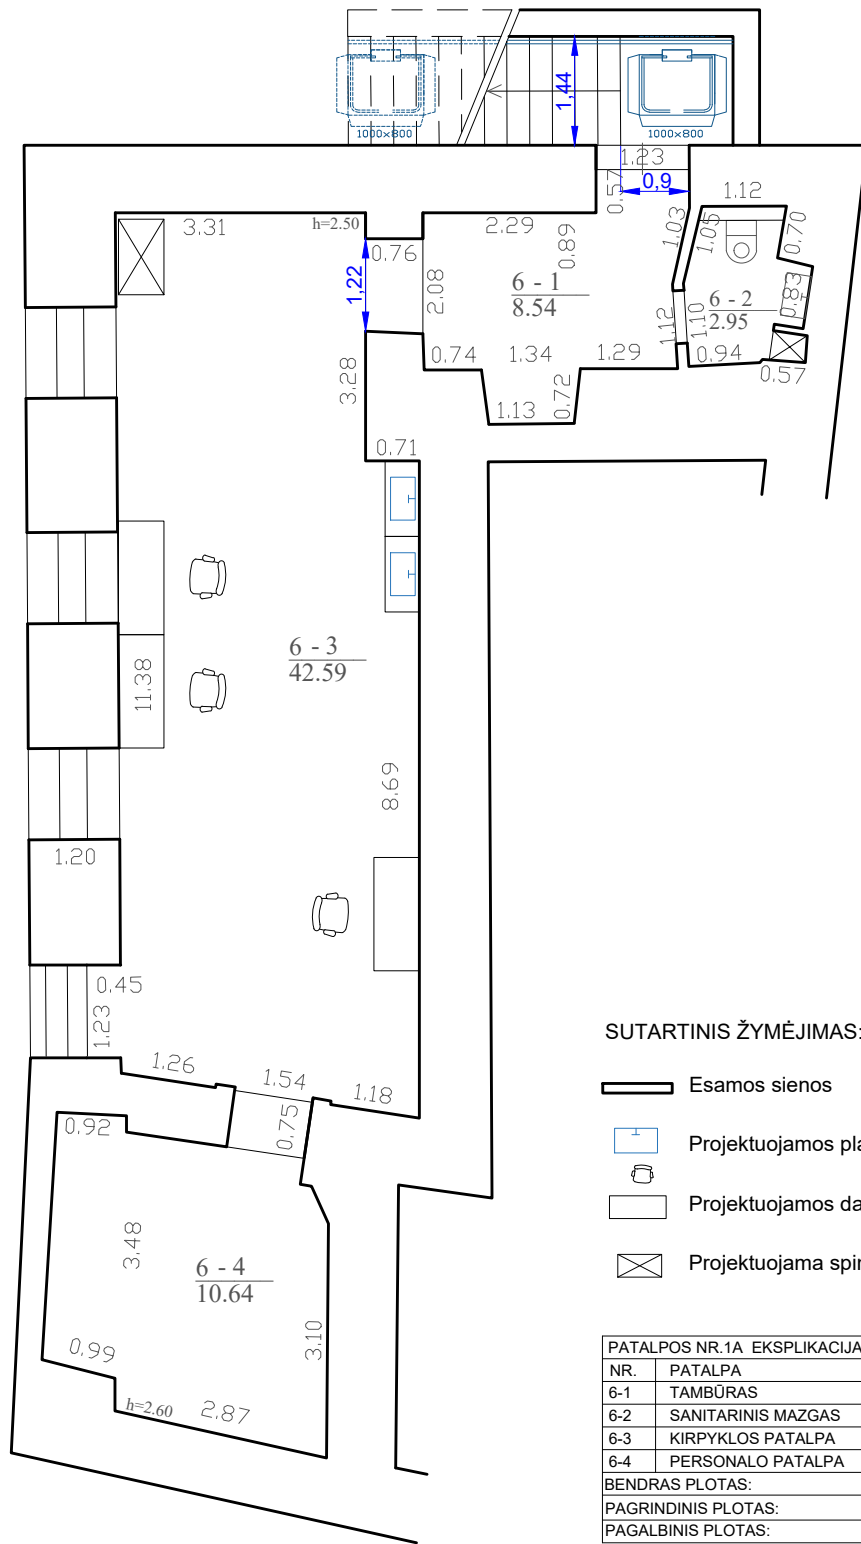 1,44
1000×800
1000×800
1.23
0.57
0,9
3.31
h=2.50
0.76
2.29
0.89
1.03
1.05
1.12
0.70
1,22
2.08
6 - 1
8.54
6 - 2
2.95
0.83
1.12
1.10
3.28
0.74
1.34
1.29
0.94
0.57
1.13
0.72
0.71
6 - 3
42.59
11.38
8.69
1.20
0.45
1.23
1.26
1.54
1.18
0.92
0.75
3.48
6 - 4
10.64
3.10
0.99
h=2.60
2.87
SUTARTINIS ŽYMĖJIMAS:
Esamos sienos
Projektuojamos
Projektuojamos
Projektuojama
PATALPOS NR.1A EKSPLIKACIJA
NR. PATALPA
6-1 TAMBŪRAS
6-2 SANITARINIS MAZGAS
6-3 KIRPYKLOS PATALPA
6-4 PERSONALO PATALPA
BENDRAS PLOTAS:
PAGRINDINIS PLOTAS:
PAGALBINIS PLOTAS: